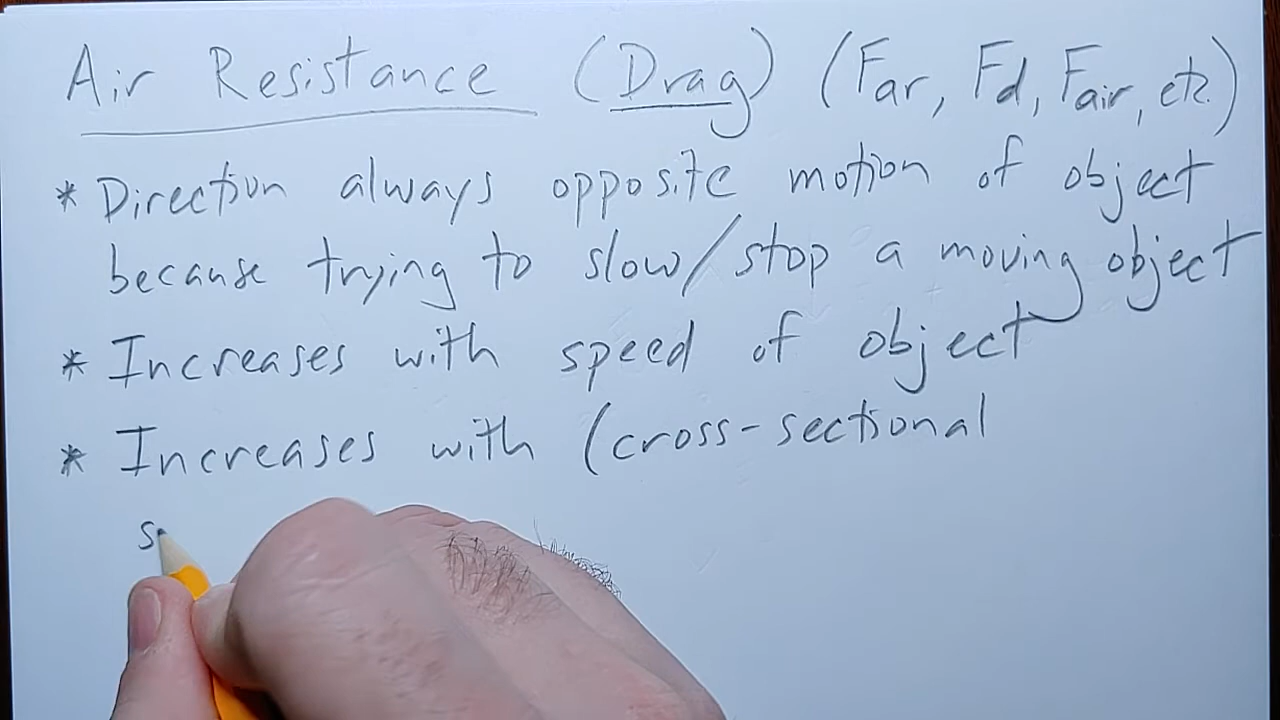 Air Resistance (Drag) (Far, Fd, Fair, etc.)
* Direction always opposite motion of object
because trying to slow/stop a moving object
* Increases with speed of object
* Increases with (cross-sectional
s